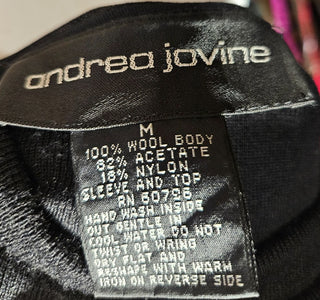 andrea jovine
M
100% WOOL BODY
82% ACETATE
18% NYLON
SLEEVE AND TOP
RN 60796
HAND WASH INSIDE
OUT GENTLE IN
COOL WATER DO NOT
TWIST OR WRING
DRY FLAT AND
RESHAPE WITH WARM
IRON ON REVERSE SIDE